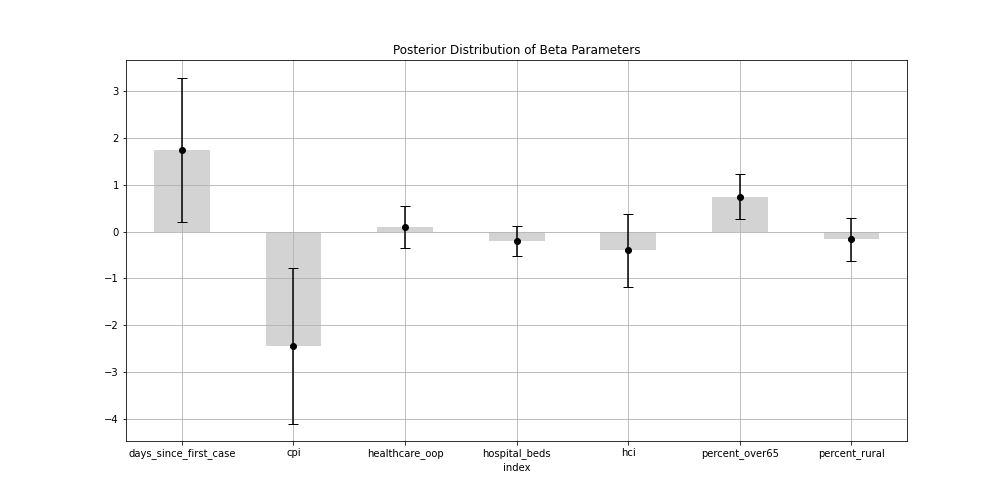 Posterior Distribution of Beta Parameters
3
2
1
0
−1
−2
−3
−4
days_since_first_case cpi healthcare_oop hospital_beds hci percent_over65 percent_rural
index